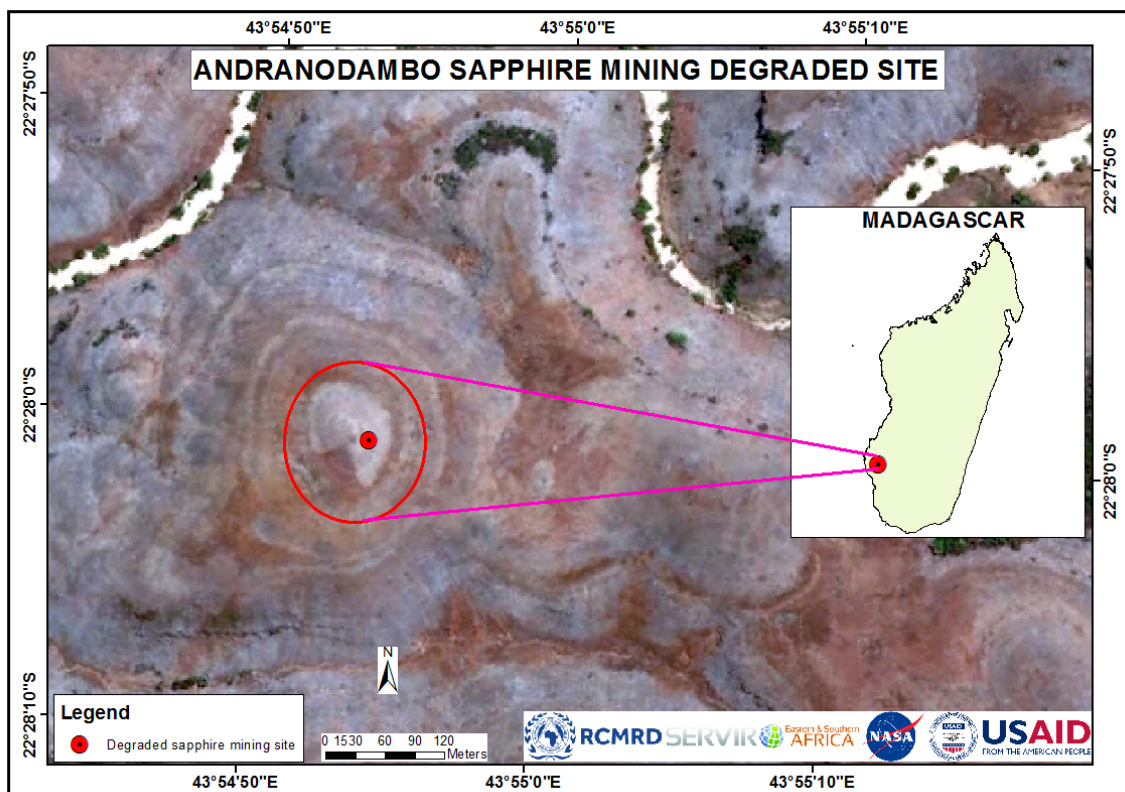 43°54'50"E 43°55'0"E 43°55'10"E
ANDRANODAMBO SAPPHIRE MINING DEGRADED SITE
22°27'50"S
22°27'50"S
MADAGASCAR
22°28'0"S
22°28'0"S
N
22°28'10"S
Legend
Degraded sapphire mining site
0 1530 60 90 120
Meters
RCMRD SERVIR Eastern & Southern
AFRICA
NASA
USAID
USAID
FROM THE AMERICAN PEOPLE
43°54'50"E 43°55'0"E 43°55'10"E